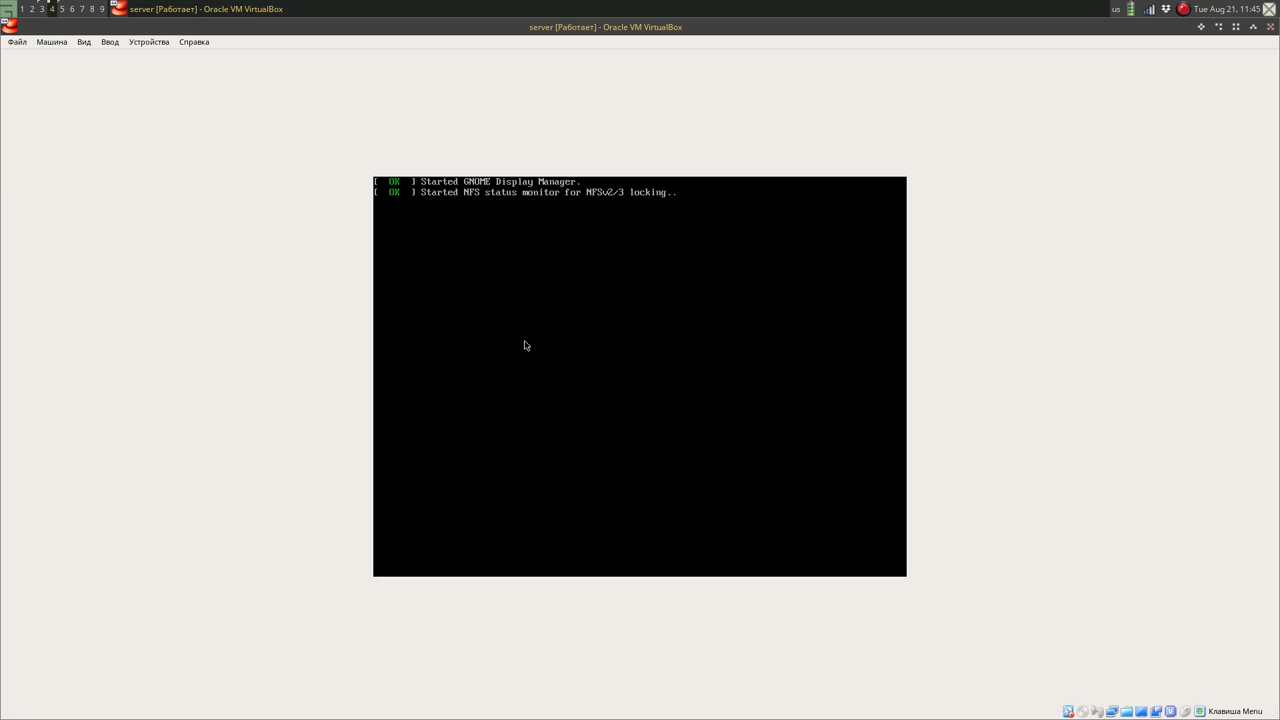 1 2 3 4 5 6 7 8 9 server [Работает] - Oracle VM VirtualBox us Tue Aug 21, 11:45
server [Работает] - Oracle VM VirtualBox
Файл Машина Вид Ввод Устройства Справка
[ OK ] Started GNOME Display Manager.
[ OK ] Started NFS status monitor for NFSv2/3 locking..
Клавиша Menu